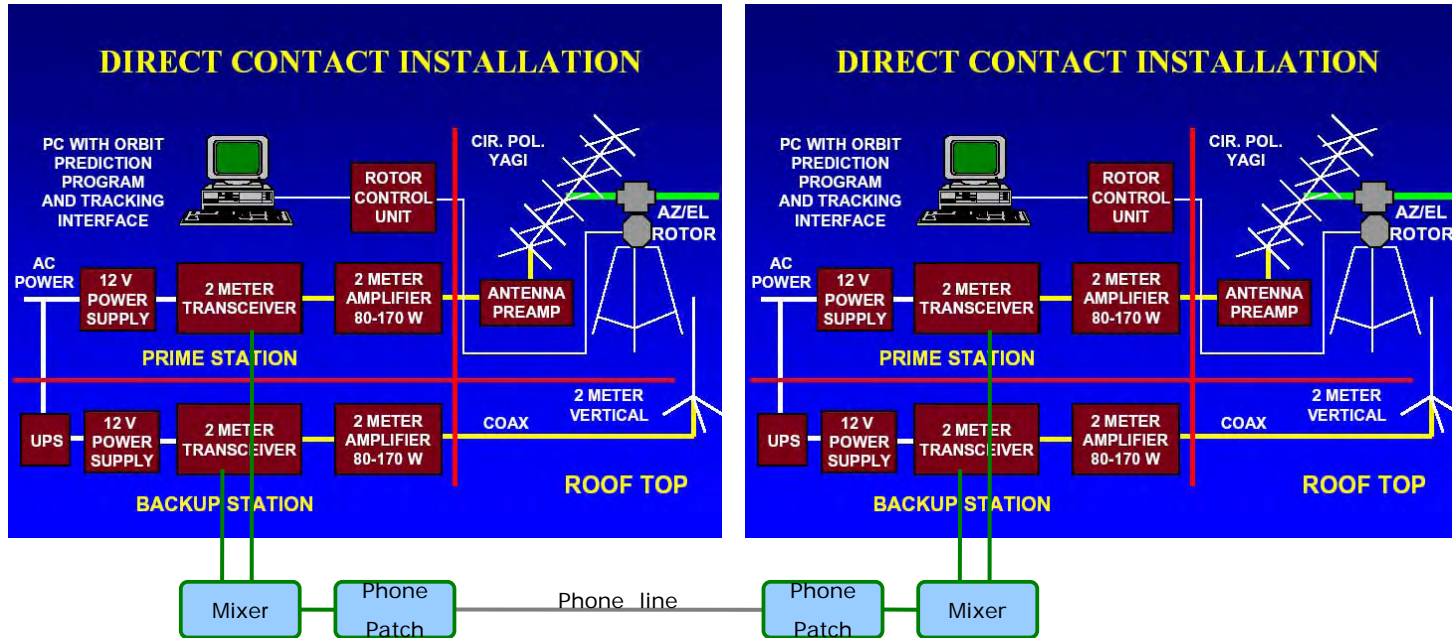 DIRECT CONTACT INSTALLATION
PC WITH ORBIT
PREDICTION
PROGRAM
AND TRACKING
INTERFACE
ROTOR
CONTROL
UNIT
CIR. POL.
YAGI
AZ/EL
ROTOR
AC
POWER
12 V
POWER
SUPPLY
2 METER
TRANSCEIVER
2 METER
AMPLIFIER
80-170 W
ANTENNA
PREAMP
PRIME STATION
2 METER
VERTICAL
UPS
12 V
POWER
SUPPLY
2 METER
TRANSCEIVER
2 METER
AMPLIFIER
80-170 W
COAX
ROOF TOP
BACKUP STATION
DIRECT CONTACT INSTALLATION
PC WITH ORBIT
PREDICTION
PROGRAM
AND TRACKING
INTERFACE
ROTOR
CONTROL
UNIT
CIR. POL.
YAGI
AZ/EL
ROTOR
AC
POWER
12 V
POWER
SUPPLY
2 METER
TRANSCEIVER
2 METER
AMPLIFIER
80-170 W
ANTENNA
PREAMP
PRIME STATION
2 METER
VERTICAL
UPS
12 V
POWER
SUPPLY
2 METER
TRANSCEIVER
2 METER
AMPLIFIER
80-170 W
COAX
ROOF TOP
BACKUP STATION
Mixer
Phone
Patch
Phone line
Phone
Patch
Mixer